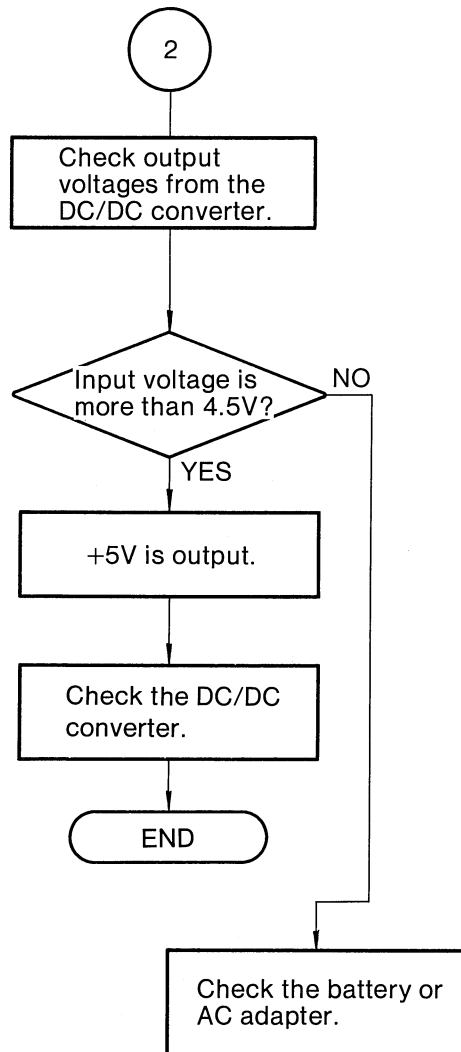 2
Check output
voltages from the
DC/DC converter.
Input voltage is
more than 4.5V?
NO
YES
+5V is output.
Check the DC/DC
converter.
END
Check the battery or
AC adapter.